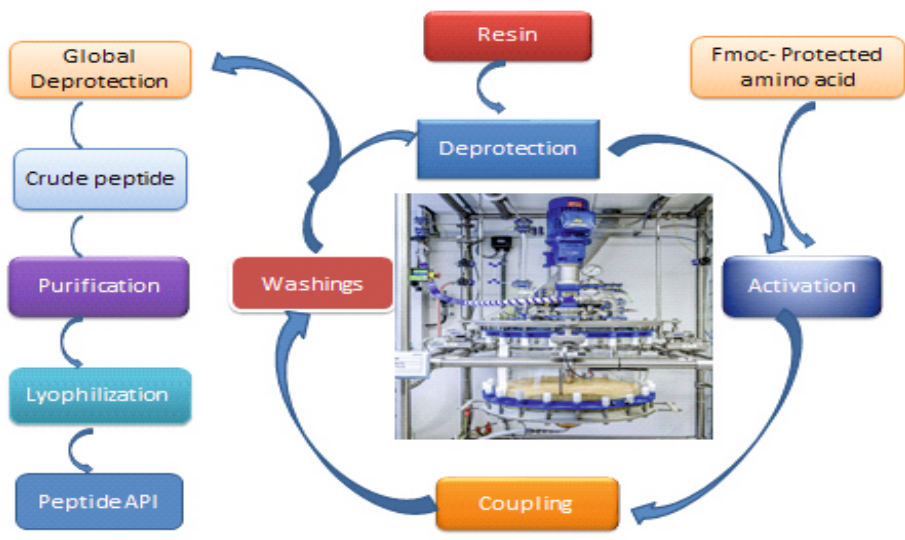 Resin
Fmoc- Protected
amino acid
Deprotection
Activation
Coupling
Washings
Global
Deprotection
Crude peptide
Purification
Lyophilization
Peptide API